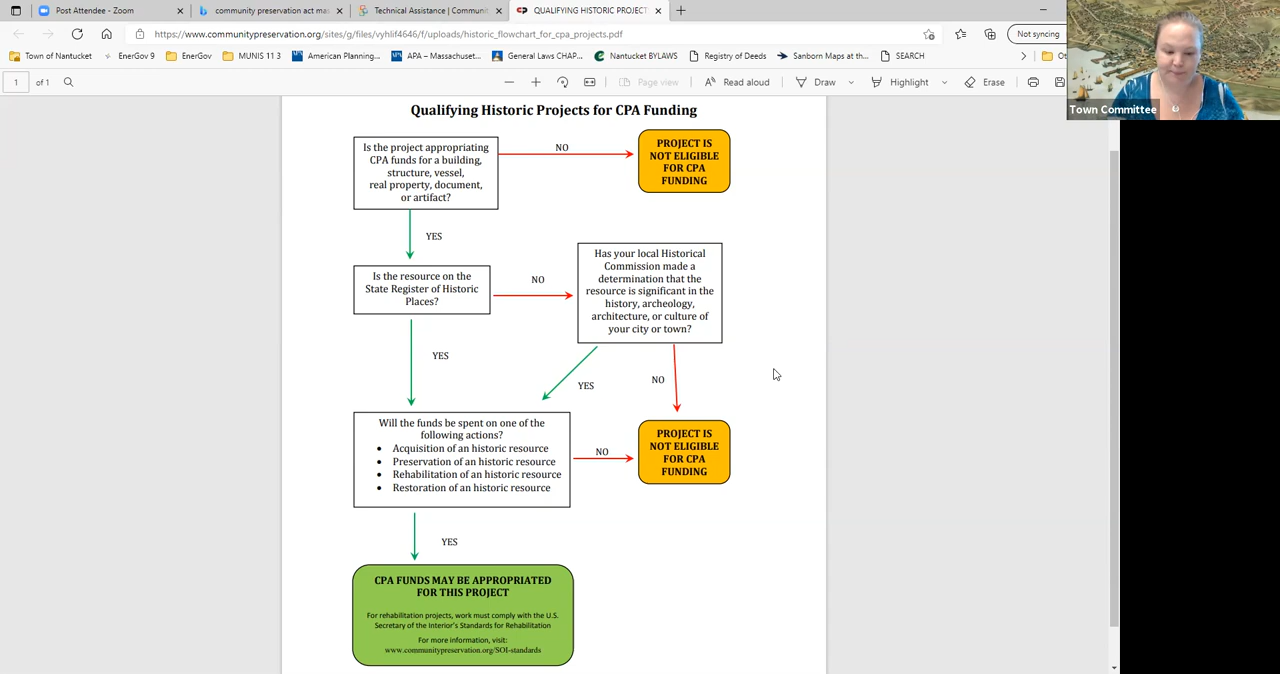 Post Attendee - Zoom
community preservation act mas
Technical Assistance | Communit
QUALIFYING HISTORIC PROJECT
https://www.communitypreservation.org/sites/g/files/vyhlif4646/f/uploads/historic_flowchart_for_cpa_projects.pdf
Not syncing
Town of Nantucket
EnerGov 9
EnerGov
MUNIS 11.3
American Planning...
APA – Massachuset...
General Laws CHAP...
Nantucket BYLAWS
Registry of Deeds
Sanborn Maps at th...
SEARCH
1 of 1
Page view
Read aloud
Draw
Highlight
Erase
Town Committee
Qualifying Historic Projects for CPA Funding
Is the project appropriating
CPA funds for a building,
structure, vessel,
real property, document,
or artifact?
NO
PROJECT IS
NOT ELIGIBLE
FOR CPA
FUNDING
YES
Is the resource on the
State Register of Historic
Places?
NO
Has your local Historical
Commission made a
determination that the
resource is significant in the
history, archeology,
architecture, or culture of
your city or town?
YES
YES
NO
Will the funds be spent on one of the
following actions?
• Acquisition of an historic resource
• Preservation of an historic resource
• Rehabilitation of an historic resource
• Restoration of an historic resource
NO
PROJECT IS
NOT ELIGIBLE
FOR CPA
FUNDING
YES
CPA FUNDS MAY BE APPROPRIATED
FOR THIS PROJECT
For rehabilitation projects, work must comply with the U.S.
Secretary of the Interior's Standards for Rehabilitation
For more information, visit:
www.communitypreservation.org/SOI-standards